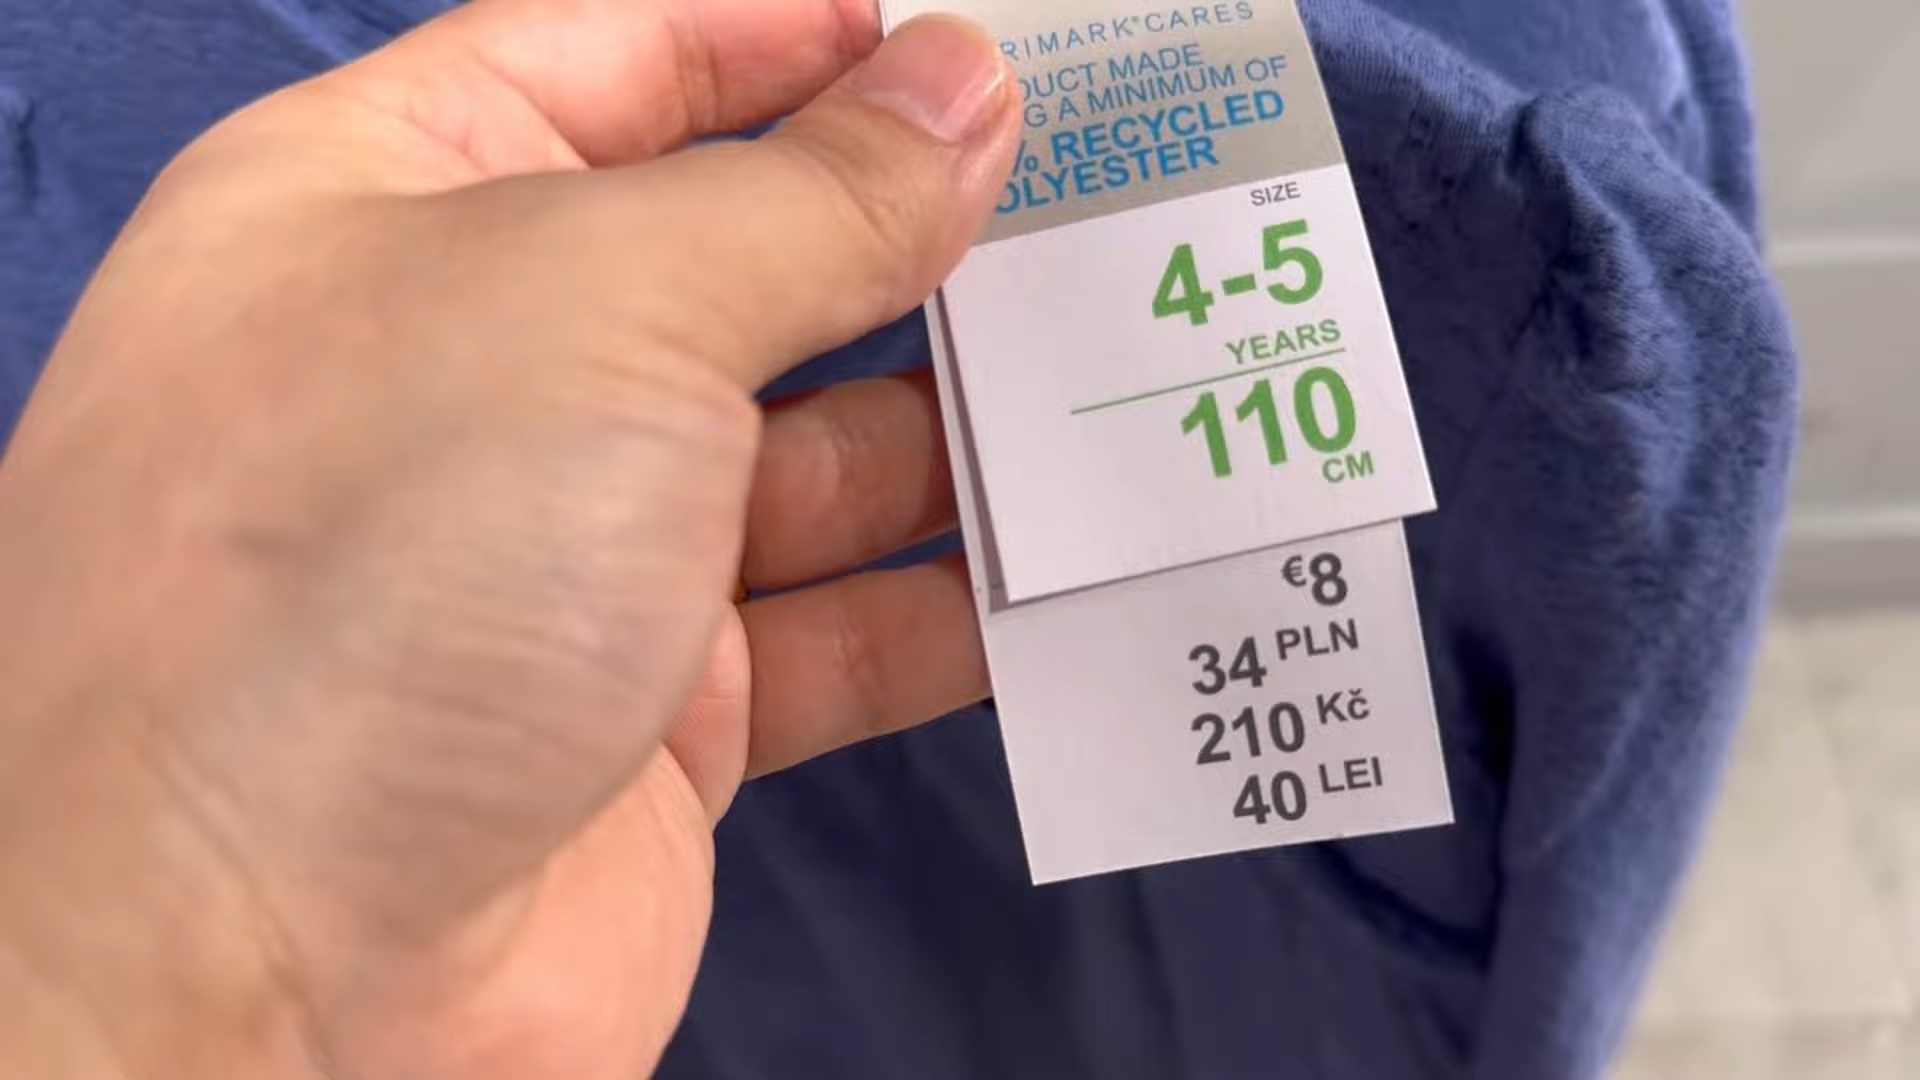 RIMARK®CARES
DUCT MADE
G A MINIMUM OF
% RECYCLED
OLYESTER
SIZE
4-5
YEARS
110
CM
€8
34 PLN
210 Kč
40 LEI